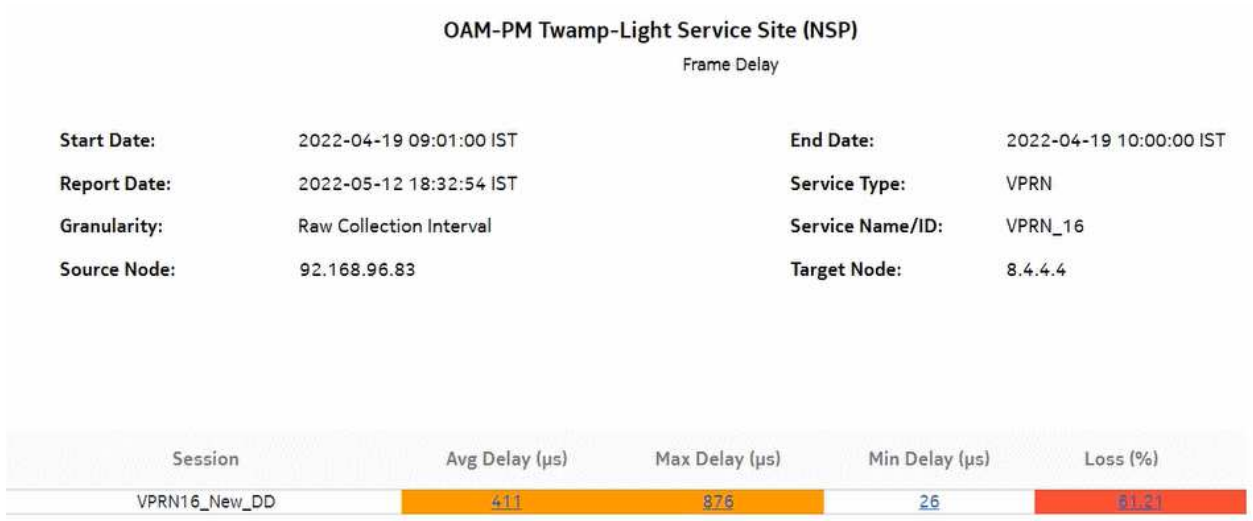 OAM-PM Twamp-Light Service Site (NSP)
Frame Delay
Start Date: 2022-04-19 09:01:00 IST End Date: 2022-04-19 10:00:00 IST
Report Date: 2022-05-12 18:32:54 IST Service Type: VPRN
Granularity: Raw Collection Interval Service Name/ID: VPRN_16
Source Node: 92.168.96.83 Target Node: 8.4.4.4
Session Avg Delay (µs) Max Delay (µs) Min Delay (µs) Loss (%)
VPRN16_New_DD 411 876 26 61.21